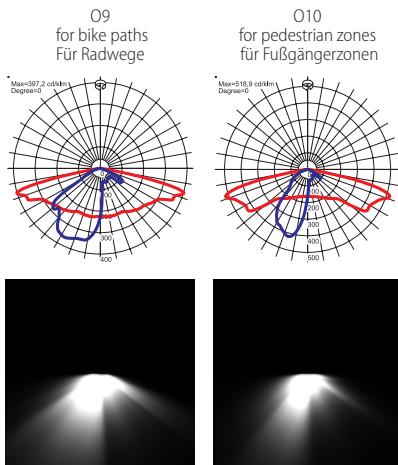 O9
for bike paths
Für Radwege
Max=397,2 cd/klm
Degree=0
0
300
400
O10
for pedestrian zones
für Fußgängerzonen
Max=518,9 cd/klm
Degree=0
0
200
300
400
500